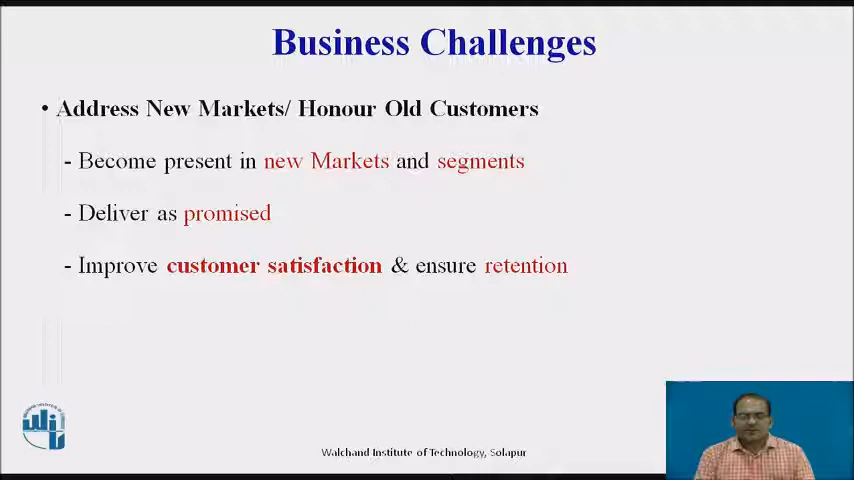 Business Challenges
• Address New Markets/ Honour Old Customers
- Become present in new Markets and segments
- Deliver as promised
- Improve customer satisfaction & ensure retention
Walchand Institute of Technology, Solapur